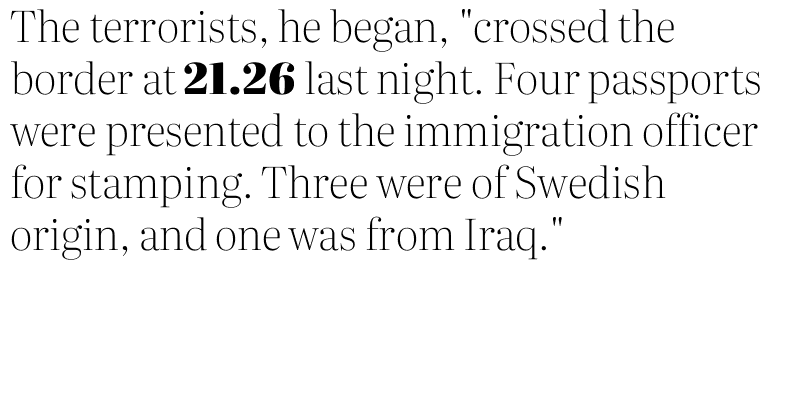 The terrorists, he began, "crossed the
border at 21.26 last night. Four passports
were presented to the immigration officer
for stamping. Three were of Swedish
origin, and one was from Iraq."